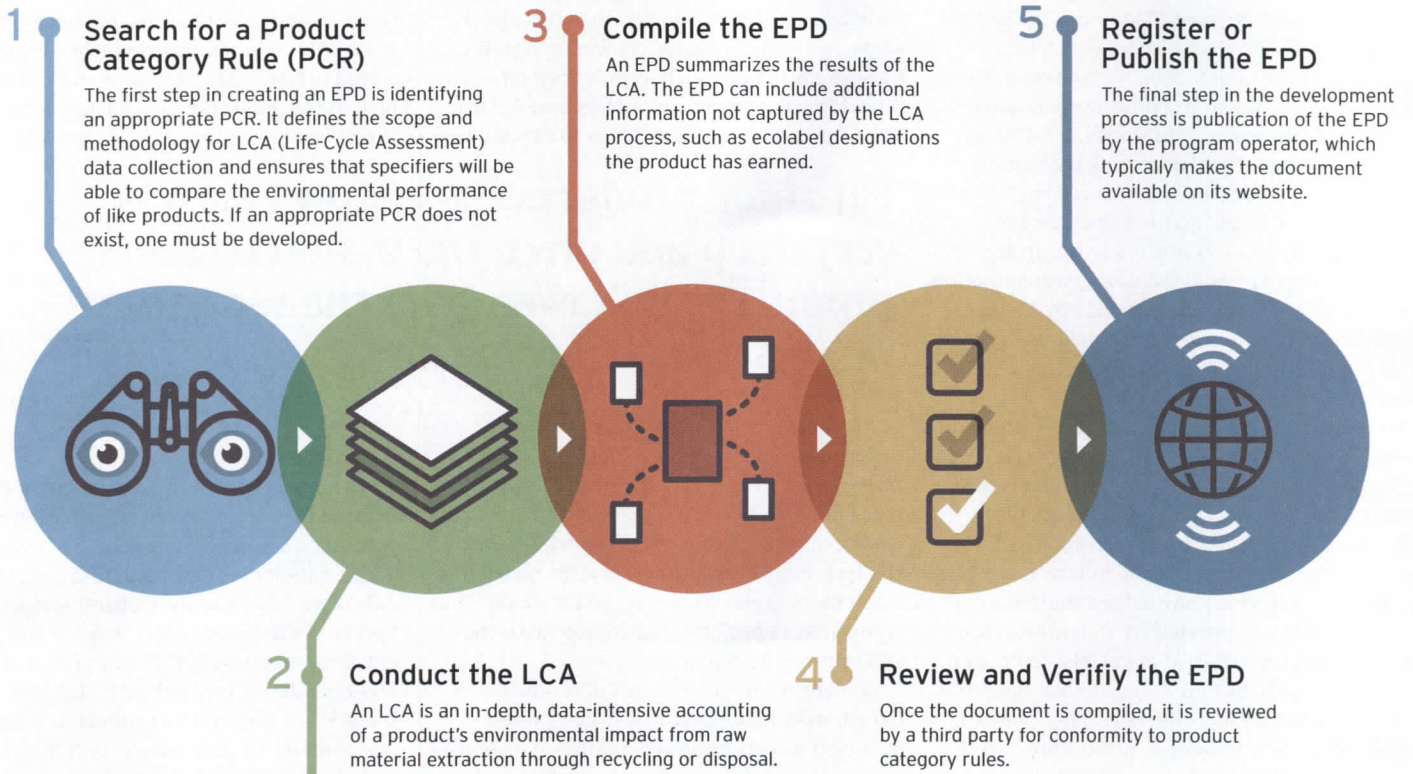 1
Search for a Product
Category Rule (PCR)
The first step in creating an EPD is identifying
an appropriate PCR. It defines the scope and
methodology for LCA (Life-Cycle Assessment)
data collection and ensures that specifiers will be
able to compare the environmental performance
of like products. If an appropriate PCR does not
exist, one must be developed.
2
Conduct the LCA
An LCA is an in-depth, data-intensive accounting
of a product's environmental impact from raw
material extraction through recycling or disposal.
3
Compile the EPD
An EPD summarizes the results of the
LCA. The EPD can include additional
information not captured by the LCA
process, such as ecolabel designations
the product has earned.
4
Review and Verifiy the EPD
Once the document is compiled, it is reviewed
by a third party for conformity to product
category rules.
5
Register or
Publish the EPD
The final step in the development
process is publication of the EPD
by the program operator, which
typically makes the document
available on its website.